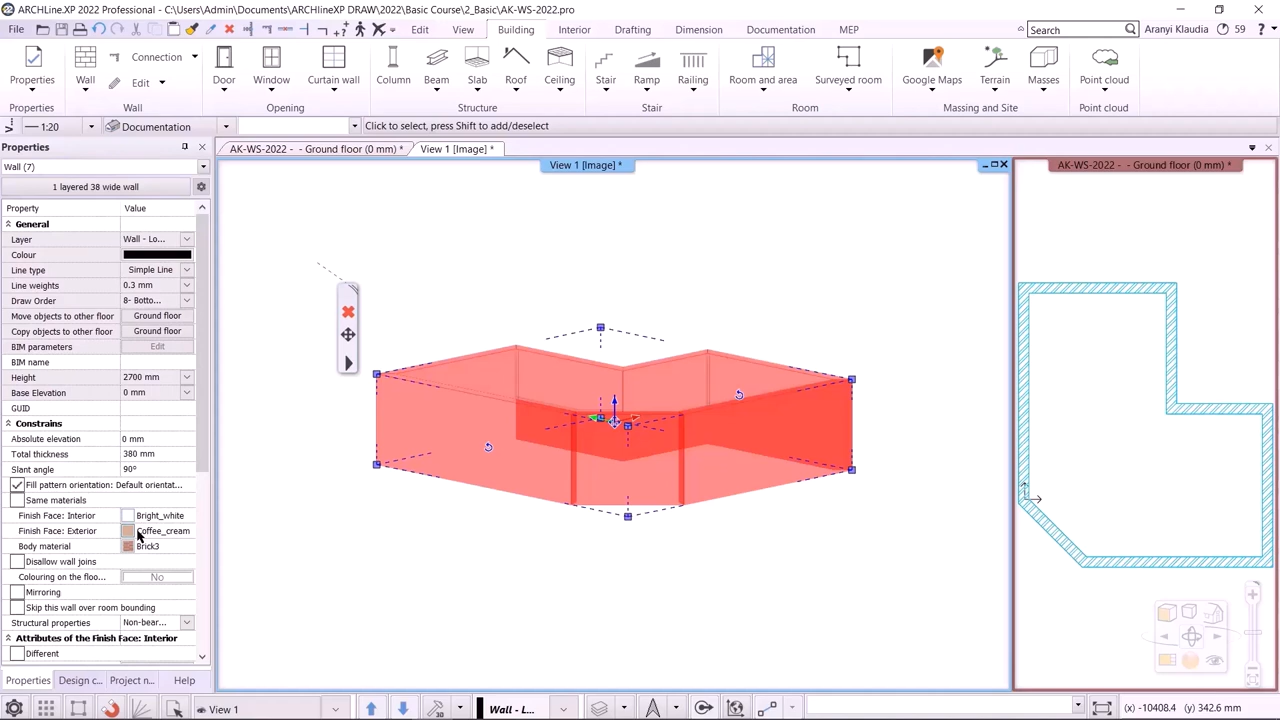 ARCHLine.XP 2022 Professional - C:\Users\Admin\Documents\ARCHlineXP DRAW\2022\Basic Course\2_Basic\AK-WS-2022.pro
File Edit View Building Interior Drafting Dimension Documentation MEP Search Aranyi Klaudia 59
Properties Wall Connection Edit Door Window Curtain wall Column Beam Slab Roof Ceiling Stair Ramp Railing Room and area Surveyed room Google Maps Terrain Masses Point cloud
Properties Wall Opening Structure Stair Room Massing and Site Point cloud
1:20 Documentation Click to select, press Shift to add/deselect
Properties
AK-WS-2022 - - Ground floor (0 mm) * View 1 [Image] *
Wall (7)
View 1 [Image] * AK-WS-2022 - - Ground floor (0 mm) *
1 layered 38 wide wall
Property Value
General
Layer Wall - Lo...
Colour
Line type Simple Line
Line weights 0.3 mm
Draw Order 8- Botto...
Move objects to other floor Ground floor
Copy objects to other floor Ground floor
BIM parameters Edit
BIM name
Height 2700 mm
Base Elevation 0 mm
GUID
Constrains
Absolute elevation 0 mm
Total thickness 380 mm
Slant angle 90°
Fill pattern orientation: Default orientat...
Same materials
Finish Face: Interior Bright_white
Finish Face: Exterior Coffee_cream
Body material Brick3
Disallow wall joins
Colouring on the floo... No
Mirroring
Skip this wall over room bounding
Structural properties Non-bear...
Attributes of the Finish Face: Interior
Different
Properties Design c... Project n... Help
View 1 Wall - L... (x) -10408.4 (y) 342.6 mm